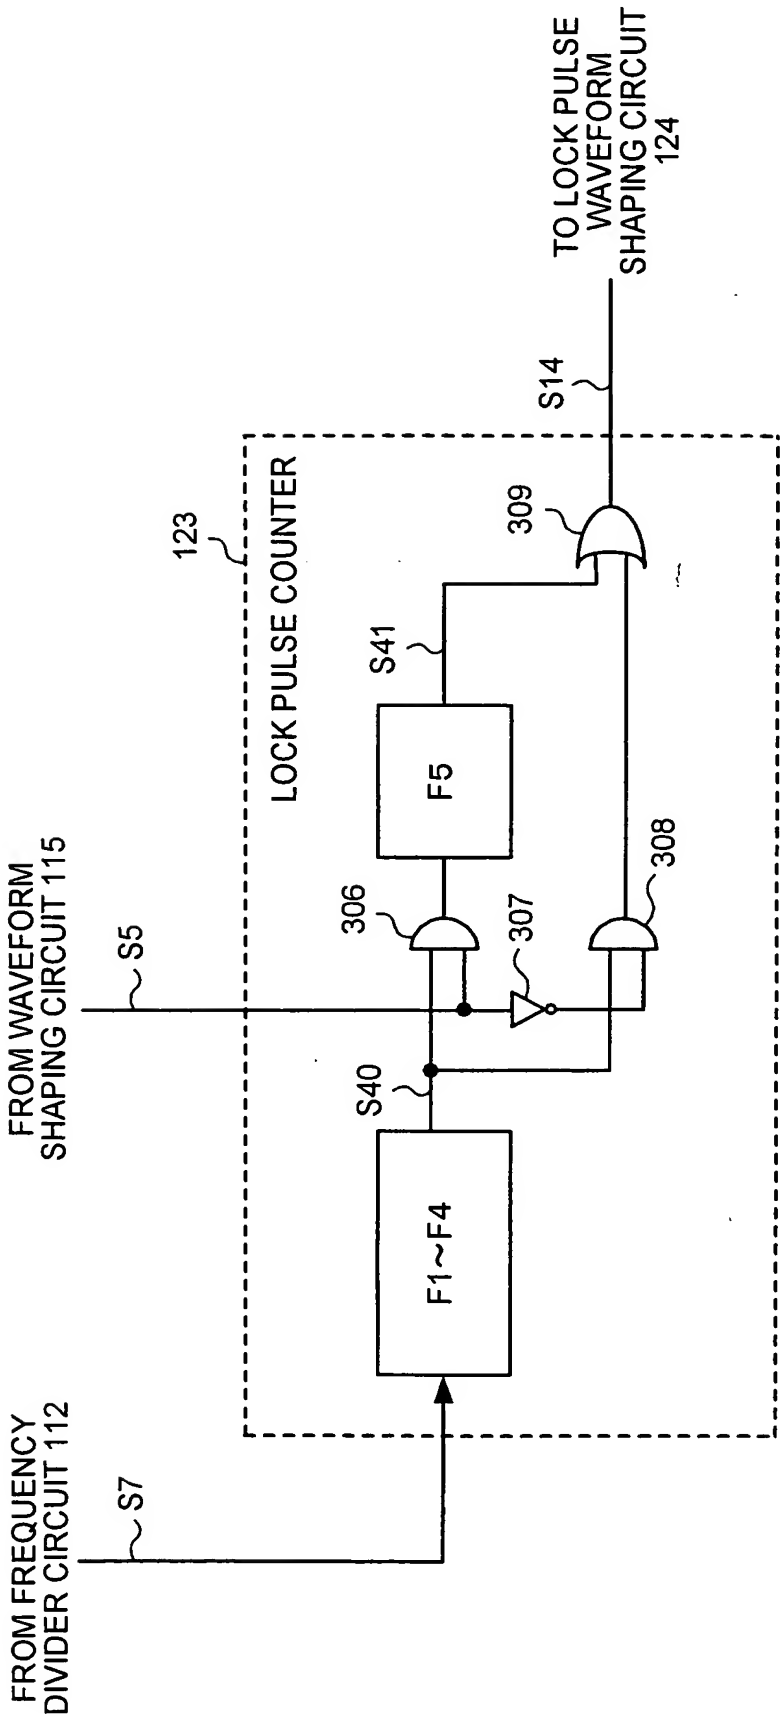 FROM FREQUENCY
DIVIDER CIRCUIT 112
S7
FROM WAVEFORM
SHAPING CIRCUIT 115
S5
123
LOCK PULSE COUNTER
F1~F4
S40
306
307
308
F5
S41
309
S14
TO LOCK PULSE
WAVEFORM
SHAPING CIRCUIT
124